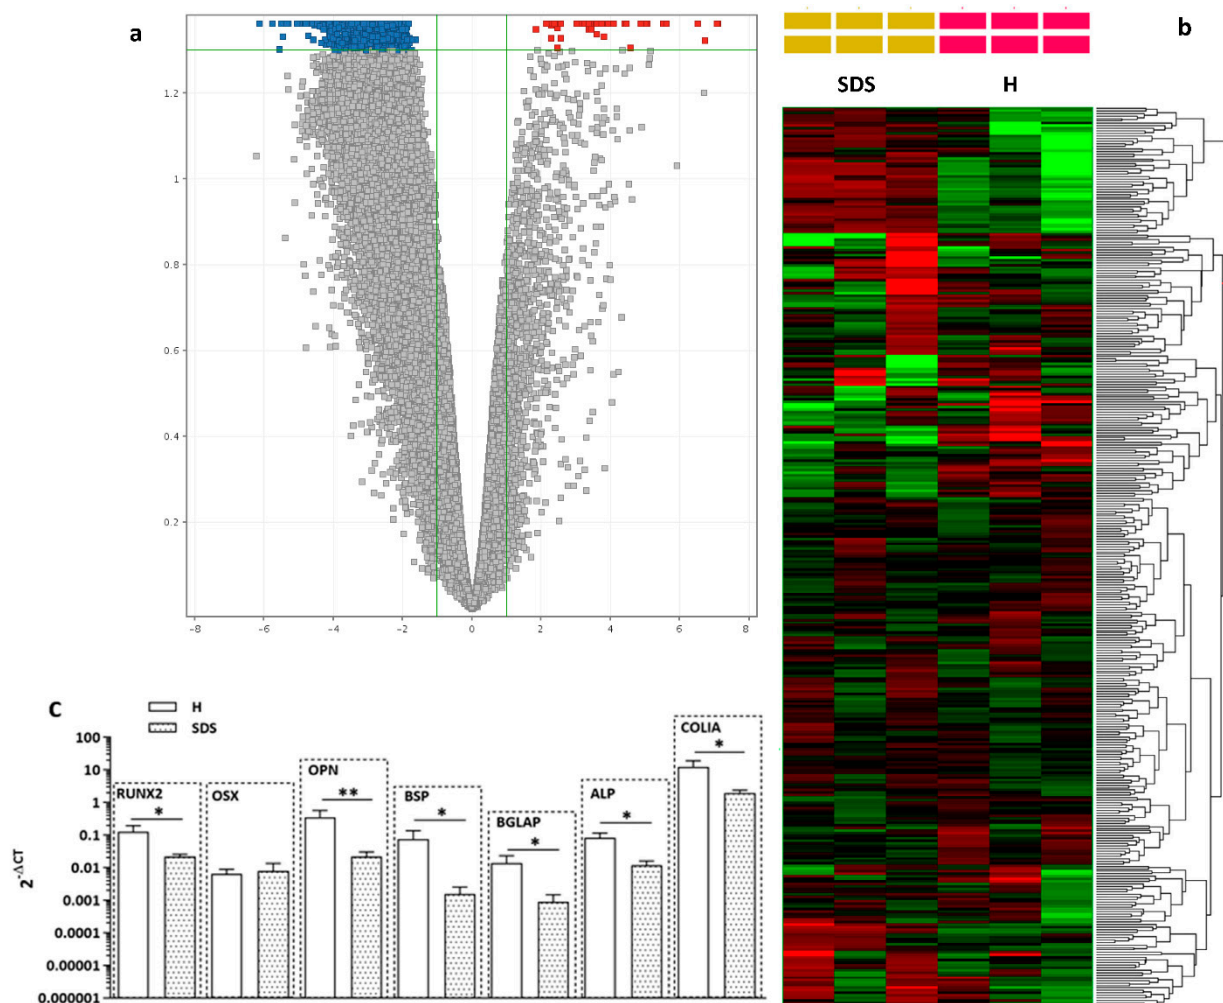 a
1.2
1
0.8
0.6
0.4
0.2
−8
−6
−4
−2
0
2
4
6
8
b
SDS H
c
H
SDS
2^-ΔCT
100
10
1
0.1
0.01
0.001
0.0001
0.00001
0.000001
RUNX2
*
OSX
OPN
**
BSP
*
BGLAP
*
ALP
*
COLIA
*